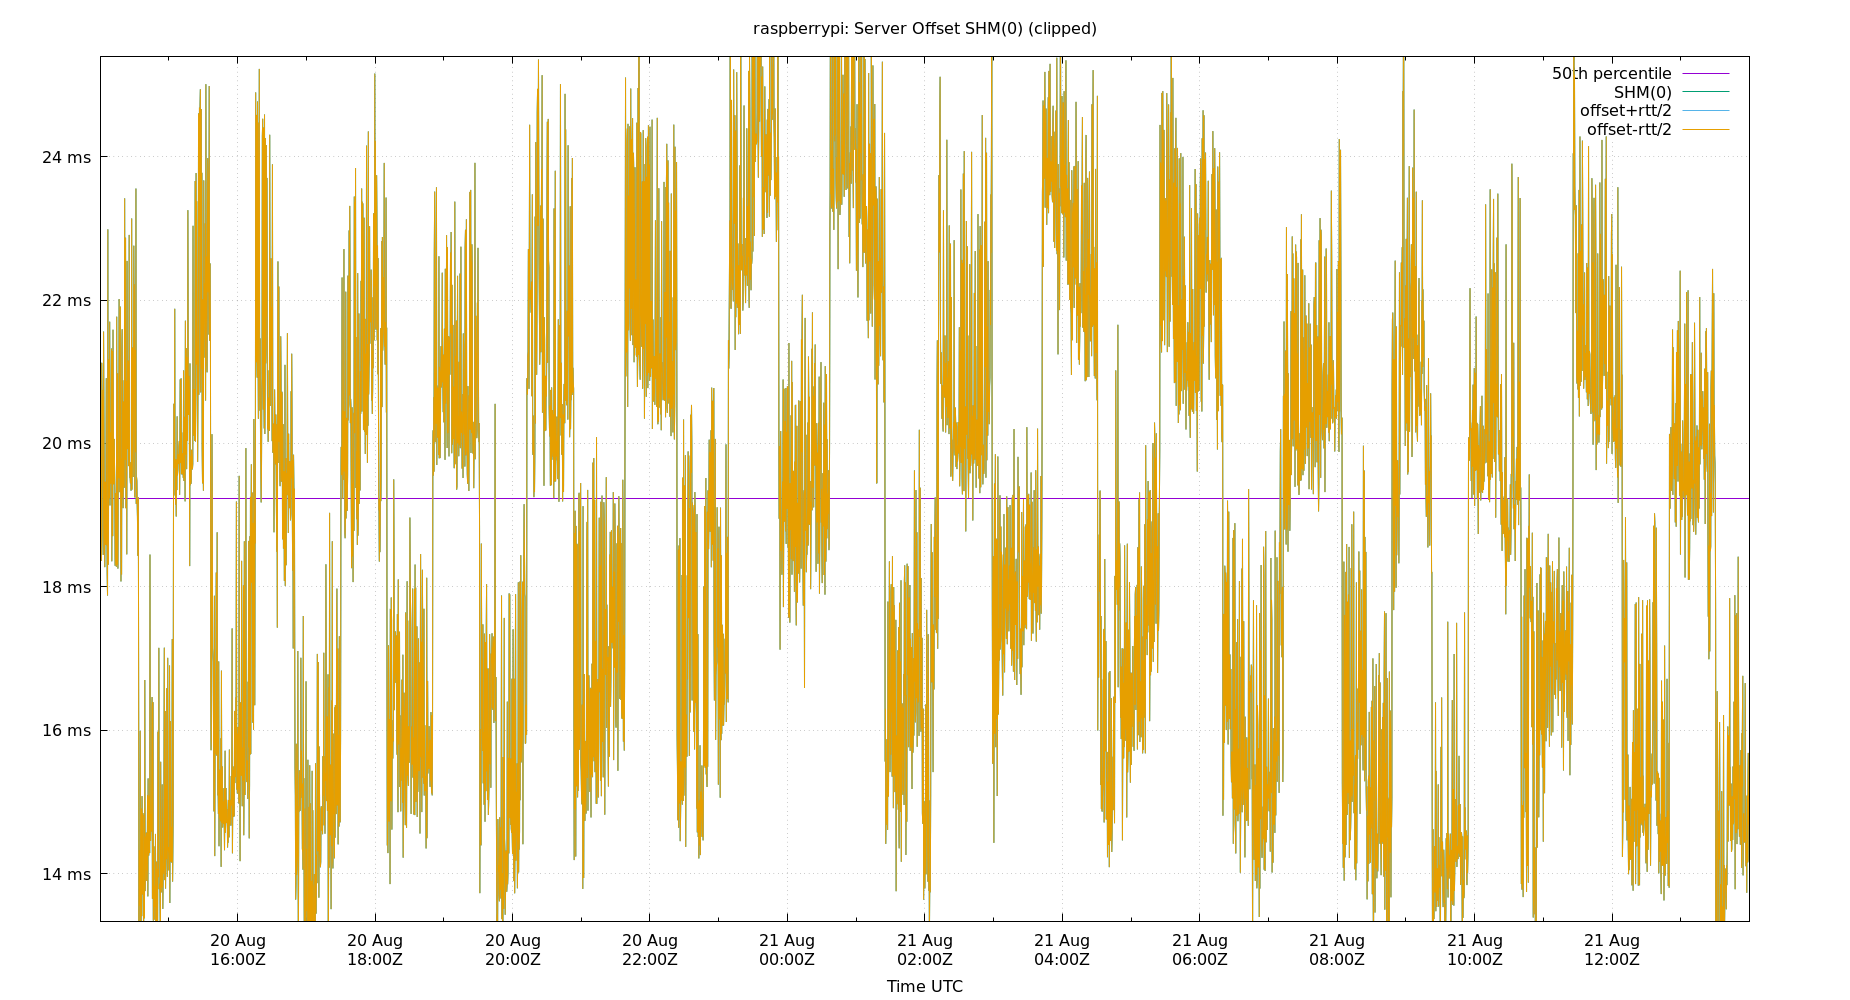 raspberrypi: Server Offset SHM(0) (clipped)
50th percentile
SHM(0)
offset+rtt/2
offset-rtt/2
24 ms
22 ms
20 ms
18 ms
16 ms
14 ms
20 Aug 20 Aug 20 Aug 20 Aug 21 Aug 21 Aug 21 Aug 21 Aug 21 Aug 21 Aug 21 Aug
16:00Z 18:00Z 20:00Z 22:00Z 00:00Z 02:00Z 04:00Z 06:00Z 08:00Z 10:00Z 12:00Z
Time UTC